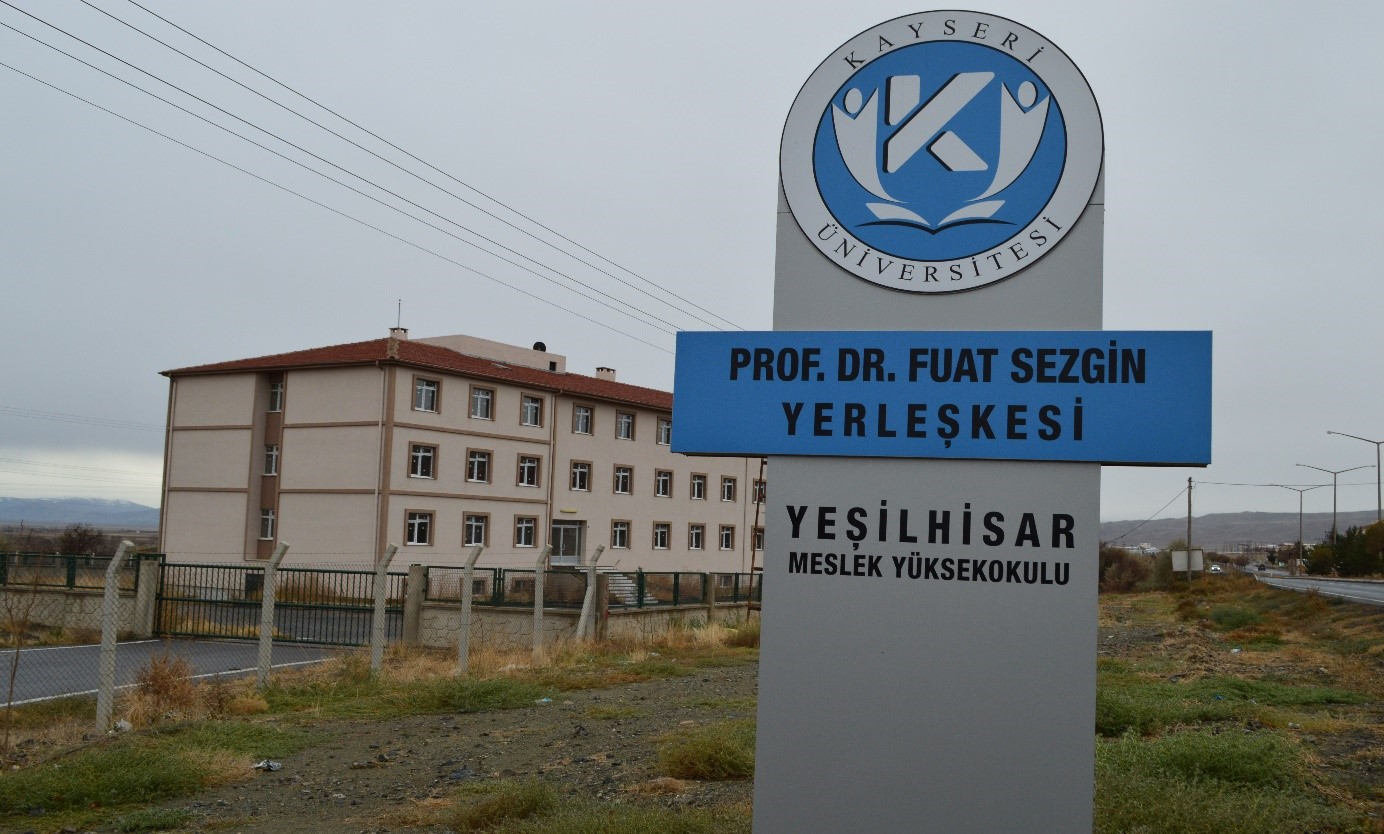 KAYSERİ
K
ÜNİVERSİTESİ
PROF. DR. FUAT SEZGİN
YERLEŞKESİ
YEŞİLHİSAR
MESLEK YÜKSEKOKULU